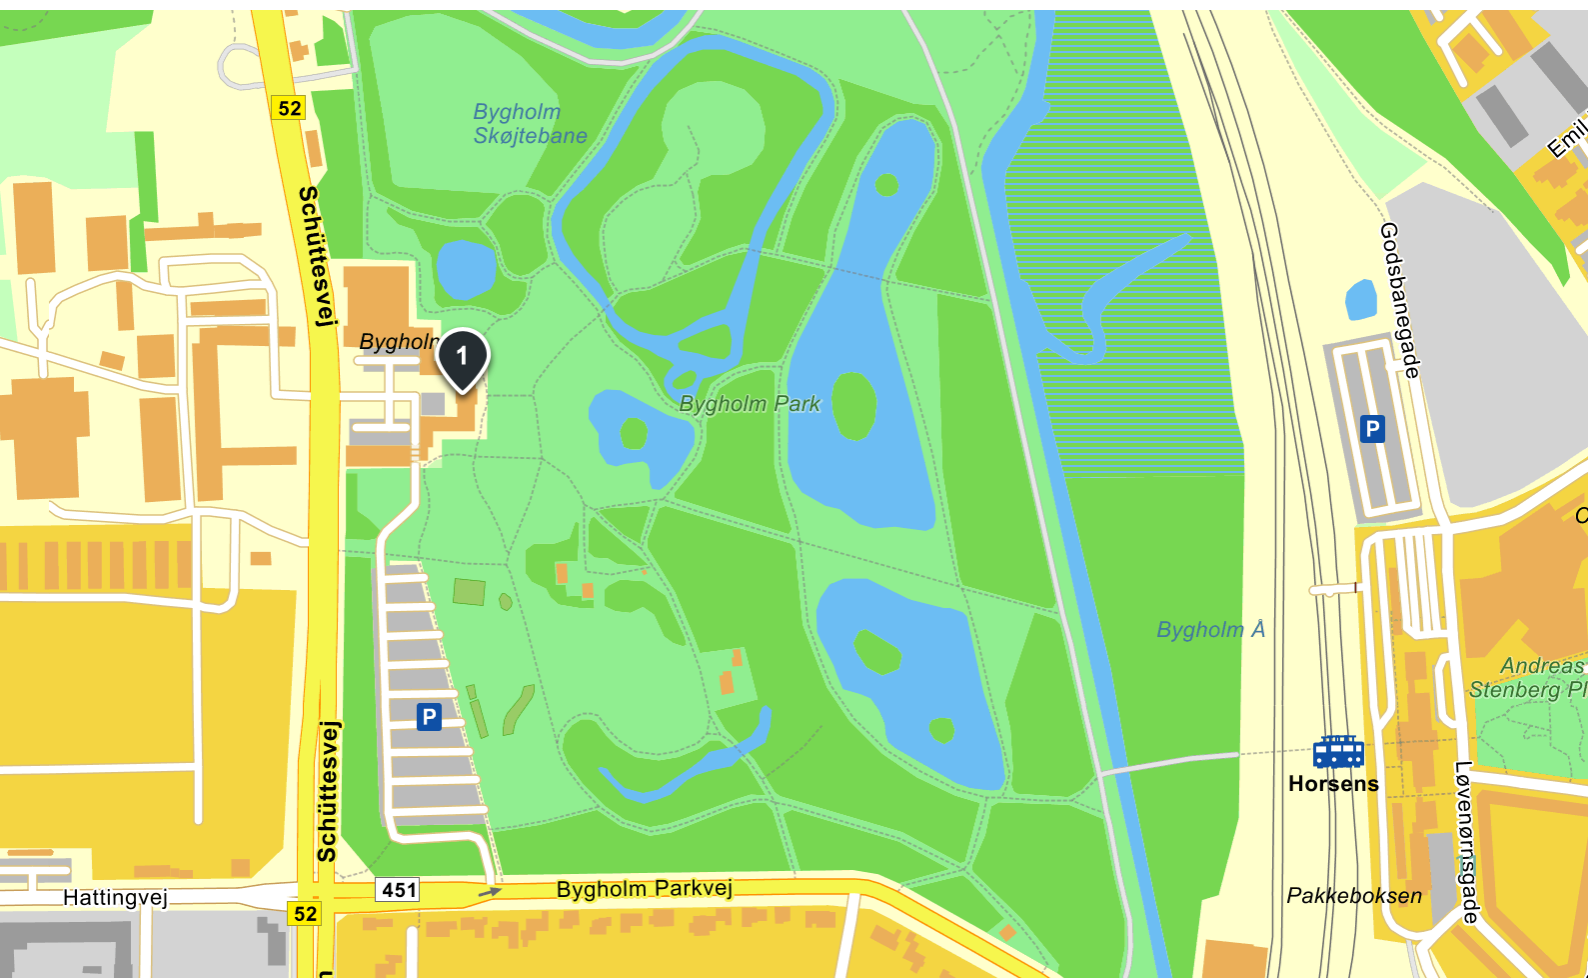 Bygholm
Skøjtebane
52
Emil
Schüttesvej
Godsbanegade
1
Bygholm Park
P
Bygholm Å
Andreas
Stenberg Pl
P
Horsens
Schüttesvej
Løvenørnsgade
451
Bygholm Parkvej
Hattingvej
52
Pakkeboksen